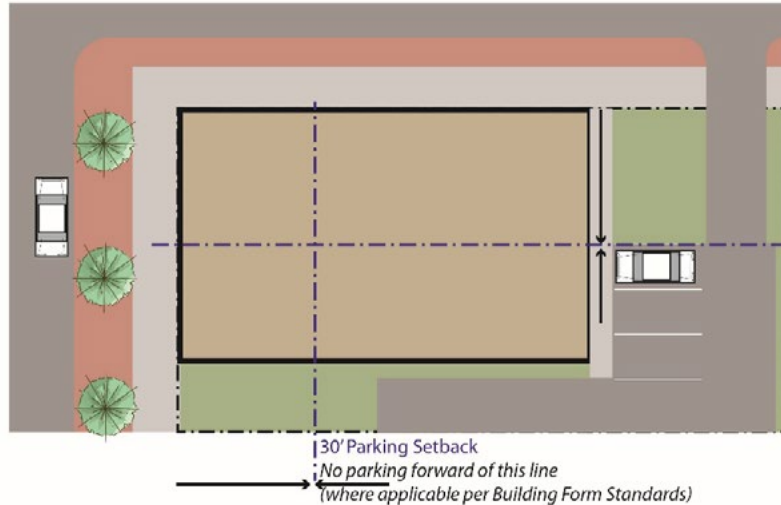 30' Parking Setback
No parking forward of this line
(where applicable per Building Form Standards)